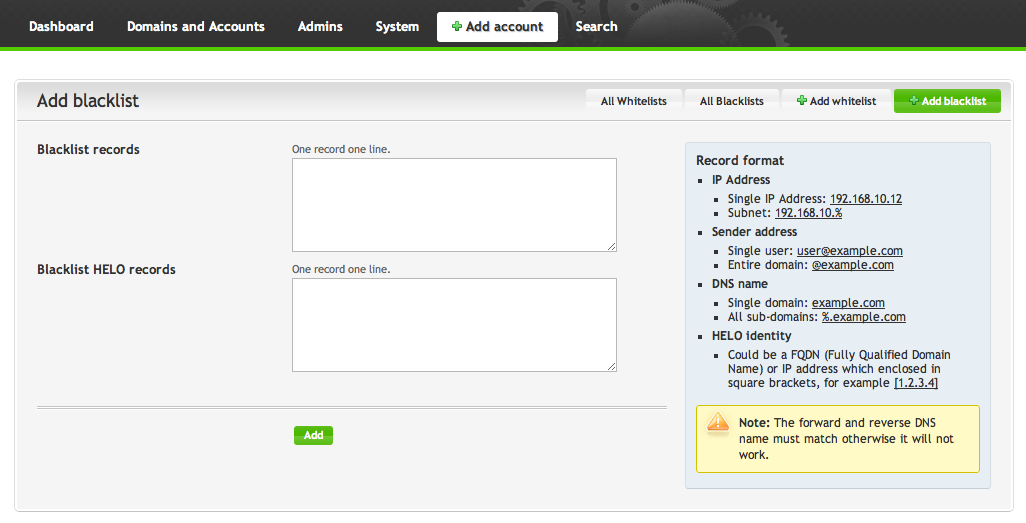 Dashboard Domains and Accounts Admins System Add account Search
Add blacklist All Whitelists All Blacklists Add whitelist Add blacklist
Blacklist records
One record one line.
Blacklist HELO records
One record one line.
Add
Record format
IP Address
Single IP Address: 192.168.10.12
Subnet: 192.168.10.%
Sender address
Single user: user@example.com
Entire domain: @example.com
DNS name
Single domain: example.com
All sub-domains: %.example.com
HELO identity
Could be a FQDN (Fully Qualified Domain
Name) or IP address which enclosed in
square brackets, for example [1.2.3.4]
Note: The forward and reverse DNS
name must match otherwise it will not
work.